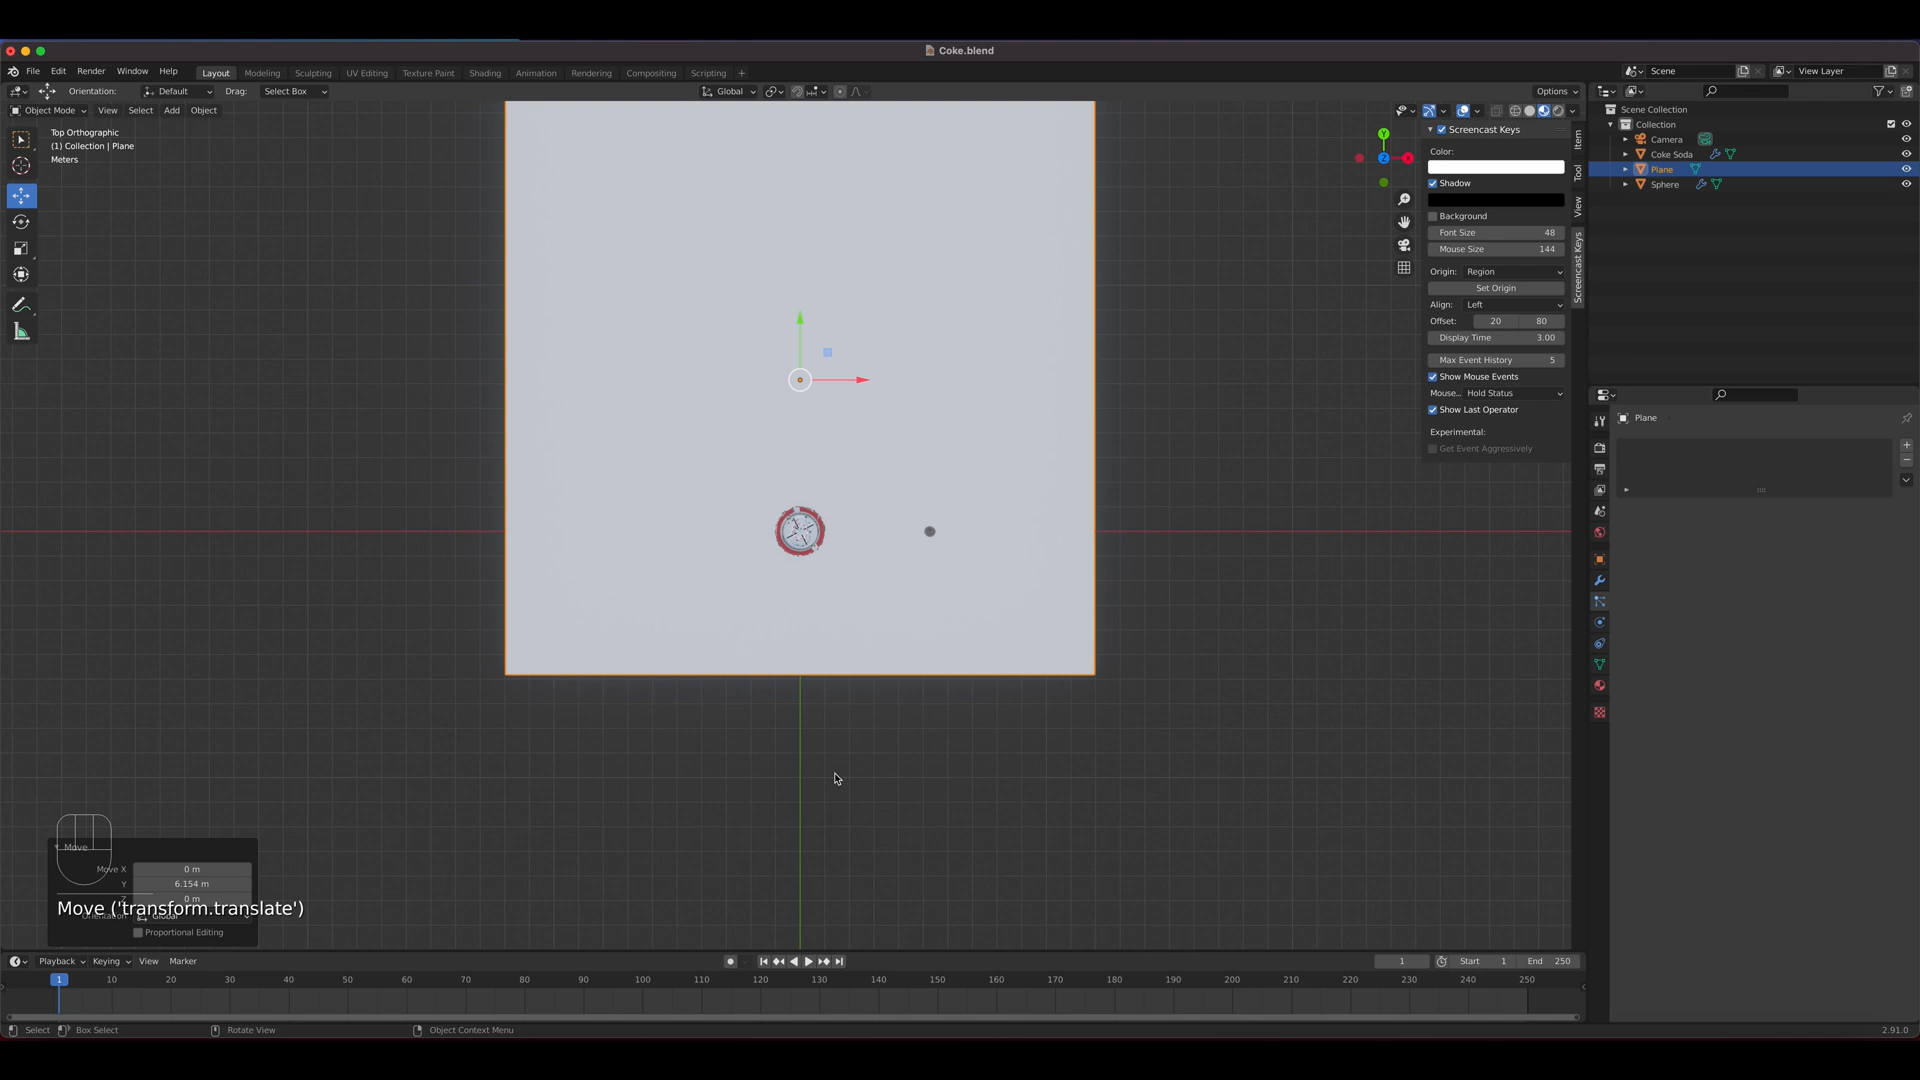 Coke.blend
File Edit Render Window Help Layout Modeling Sculpting UV Editing Texture Paint Shading Animation Rendering Compositing Scripting + Scene View Layer
Orientation: Default Drag: Select Box Global Options
Object Mode View Select Add Object
Top Orthographic
(1) Collection | Plane
Meters
Y
Z
X
Screencast Keys
Color:
Shadow
Background
Font Size 48
Mouse Size 144
Origin: Region
Set Origin
Align: Left
Offset: 20 80
Display Time 3.00
Max Event History 5
Show Mouse Events
Mouse... Hold Status
Show Last Operator
Experimental:
Get Event Aggressively
Item
Tool
View
Screencast Keys
Scene Collection
Collection
Camera
Coke Soda
Plane
Sphere
Plane
Move
Move X 0 m
Y 6.154 m
Z 0 m
Move ('transform.translate')
Orientation Global
Proportional Editing
Playback Keying View Marker 1 Start 1 End 250
1 10 20 30 40 50 60 70 80 90 100 110 120 130 140 150 160 170 180 190 200 210 220 230 240 250
Select Box Select Rotate View Object Context Menu 2.91.0